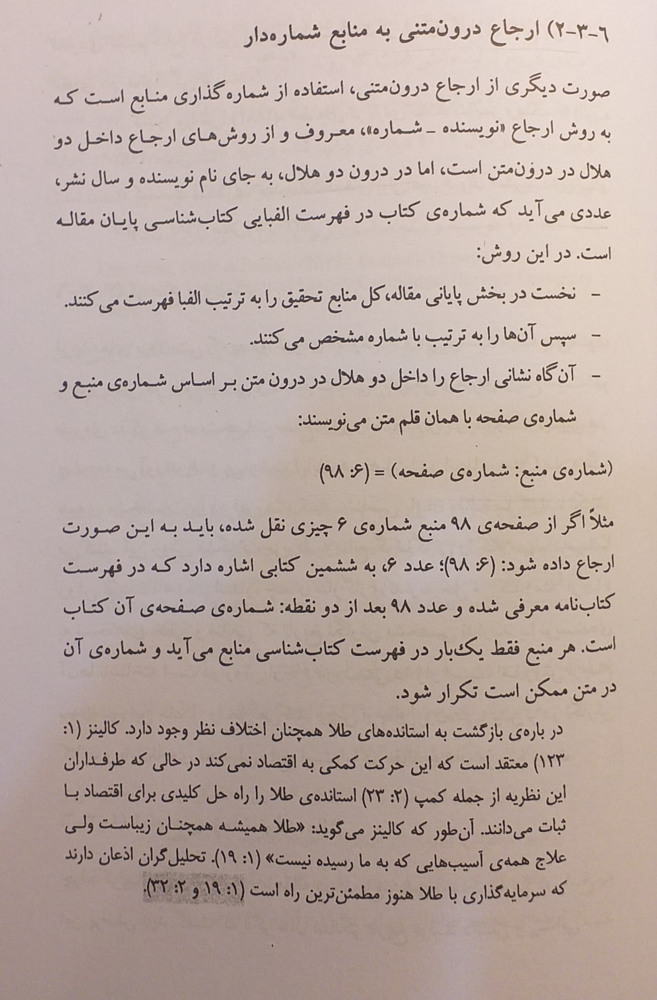 ۶-۳-۲) ارجاع درون‌متنی به منابع شماره‌دار
صورت دیگری از ارجاع درون‌متنی، استفاده از شماره‌گذاری منابع است که
به روش ارجاع «نویسنده – شماره»، معروف و از روش‌های ارجاع داخل دو
هلال در درون‌متن است، اما در درون دو هلال، به جای نام نویسنده و سال نشر،
عددی می‌آید که شماره‌ی کتاب در فهرست الفبایی کتاب‌شناسی پایان مقاله
است. در این روش:
– نخست در بخش پایانی مقاله، کل منابع تحقیق را به ترتیب الفبا فهرست می‌کنند.
– سپس آن‌ها را به ترتیب با شماره مشخص می‌کنند.
– آن‌گاه نشانی ارجاع را داخل دو هلال در درون متن بر اساس شماره‌ی منبع و
شماره‌ی صفحه با همان قلم متن می‌نویسند:
(شماره‌ی منبع: شماره‌ی صفحه) = (۶: ۹۸)
مثلاً اگر از صفحه‌ی ۹۸ منبع شماره‌ی ۶ چیزی نقل شده، باید به این صورت
ارجاع داده شود: (۶: ۹۸)؛ عدد ۶، به ششمین کتابی اشاره دارد که در فهرست
کتاب‌نامه معرفی شده و عدد ۹۸ بعد از دو نقطه: شماره‌ی صفحه‌ی آن کتاب
است. هر منبع فقط یک‌بار در فهرست کتاب‌شناسی منابع می‌آید و شماره‌ی آن
در متن ممکن است تکرار شود.
در باره‌ی بازگشت به استانده‌های طلا همچنان اختلاف نظر وجود دارد. کالینز (۱:
۱۲۳) معتقد است که این حرکت کمکی به اقتصاد نمی‌کند در حالی که طرفداران
این نظریه از جمله کمپ (۲: ۲۳) استانده‌ی طلا را راه حل کلیدی برای اقتصاد با
ثبات می‌دانند. آن‌طور که کالینز می‌گوید: «طلا همیشه همچنان زیباست ولی
علاج همه‌ی آسیب‌هایی که به ما رسیده نیست» (۱: ۱۹). تحلیل‌گران اذعان دارند
که سرمایه‌گذاری با طلا هنوز مطمئن‌ترین راه است (۱: ۱۹ و ۲: ۳۲).